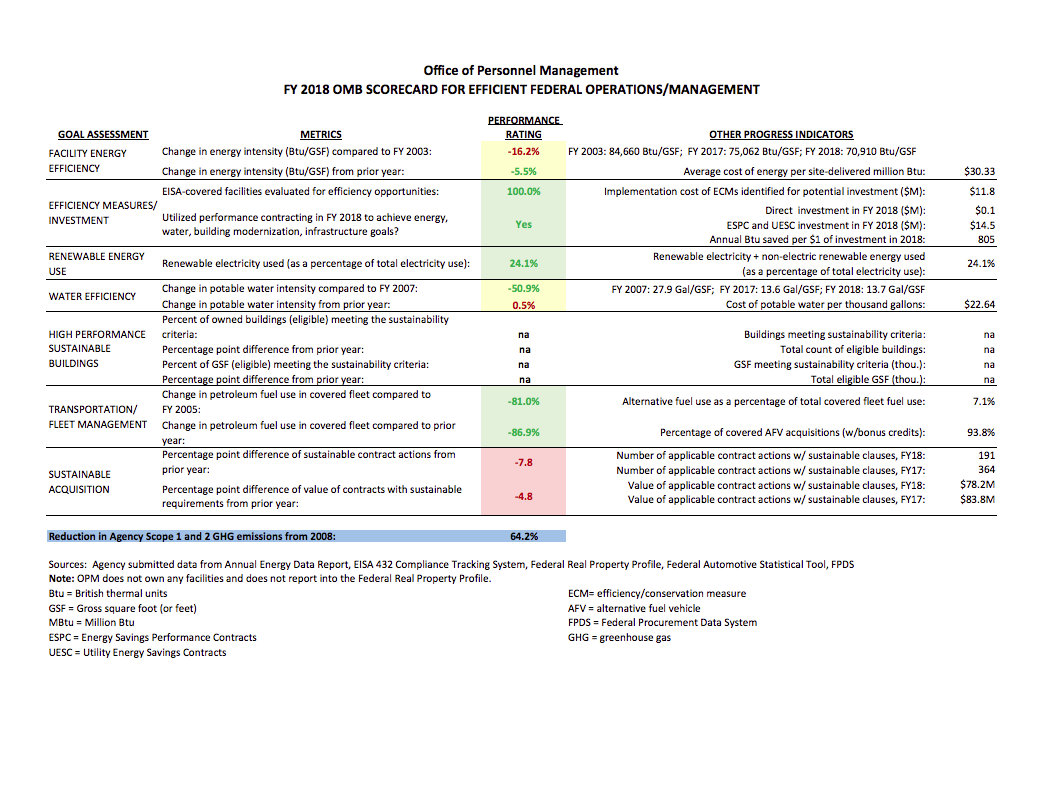 Office of Personnel Management
FY 2018 OMB SCORECARD FOR EFFICIENT FEDERAL OPERATIONS/MANAGEMENT
GOAL ASSESSMENT METRICS PERFORMANCE RATING OTHER PROGRESS INDICATORS
FACILITY ENERGY EFFICIENCY
Change in energy intensity (Btu/GSF) compared to FY 2003: -16.2% FY 2003: 84,660 Btu/GSF; FY 2017: 75,062 Btu/GSF; FY 2018: 70,910 Btu/GSF
Change in energy intensity (Btu/GSF) from prior year: -5.5% Average cost of energy per site-delivered million Btu: $30.33
EFFICIENCY MEASURES/ INVESTMENT
EISA-covered facilities evaluated for efficiency opportunities: 100.0% Implementation cost of ECMs identified for potential investment ($M): $11.8
Utilized performance contracting in FY 2018 to achieve energy,
water, building modernization, infrastructure goals? Yes
Direct investment in FY 2018 ($M): $0.1
ESPC and UESC investment in FY 2018 ($M): $14.5
Annual Btu saved per $1 of investment in 2018: 805
RENEWABLE ENERGY USE
Renewable electricity used (as a percentage of total electricity use): 24.1%
Renewable electricity + non-electric renewable energy used
(as a percentage of total electricity use): 24.1%
WATER EFFICIENCY
Change in potable water intensity compared to FY 2007: -50.9% FY 2007: 27.9 Gal/GSF; FY 2017: 13.6 Gal/GSF; FY 2018: 13.7 Gal/GSF
Change in potable water intensity from prior year: 0.5% Cost of potable water per thousand gallons: $22.64
HIGH PERFORMANCE SUSTAINABLE BUILDINGS
Percent of owned buildings (eligible) meeting the sustainability
criteria: na Buildings meeting sustainability criteria: na
Percentage point difference from prior year: na Total count of eligible buildings: na
Percent of GSF (eligible) meeting the sustainability criteria: na GSF meeting sustainability criteria (thou.): na
Percentage point difference from prior year: na Total eligible GSF (thou.): na
TRANSPORTATION/ FLEET MANAGEMENT
Change in petroleum fuel use in covered fleet compared to
FY 2005: -81.0% Alternative fuel use as a percentage of total covered fleet fuel use: 7.1%
Change in petroleum fuel use in covered fleet compared to prior
year: -86.9% Percentage of covered AFV acquisitions (w/bonus credits): 93.8%
SUSTAINABLE ACQUISITION
Percentage point difference of sustainable contract actions from
prior year: -7.8
Number of applicable contract actions w/ sustainable clauses, FY18: 191
Number of applicable contract actions w/ sustainable clauses, FY17: 364
Percentage point difference of value of contracts with sustainable
requirements from prior year: -4.8
Value of applicable contract actions w/ sustainable clauses, FY18: $78.2M
Value of applicable contract actions w/ sustainable clauses, FY17: $83.8M
Reduction in Agency Scope 1 and 2 GHG emissions from 2008: 64.2%
Sources: Agency submitted data from Annual Energy Data Report, EISA 432 Compliance Tracking System, Federal Real Property Profile, Federal Automotive Statistical Tool, FPDS
Note: OPM does not own any facilities and does not report into the Federal Real Property Profile.
Btu = British thermal units
GSF = Gross square foot (or feet)
MBtu = Million Btu
ESPC = Energy Savings Performance Contracts
UESC = Utility Energy Savings Contracts
ECM= efficiency/conservation measure
AFV = alternative fuel vehicle
FPDS = Federal Procurement Data System
GHG = greenhouse gas